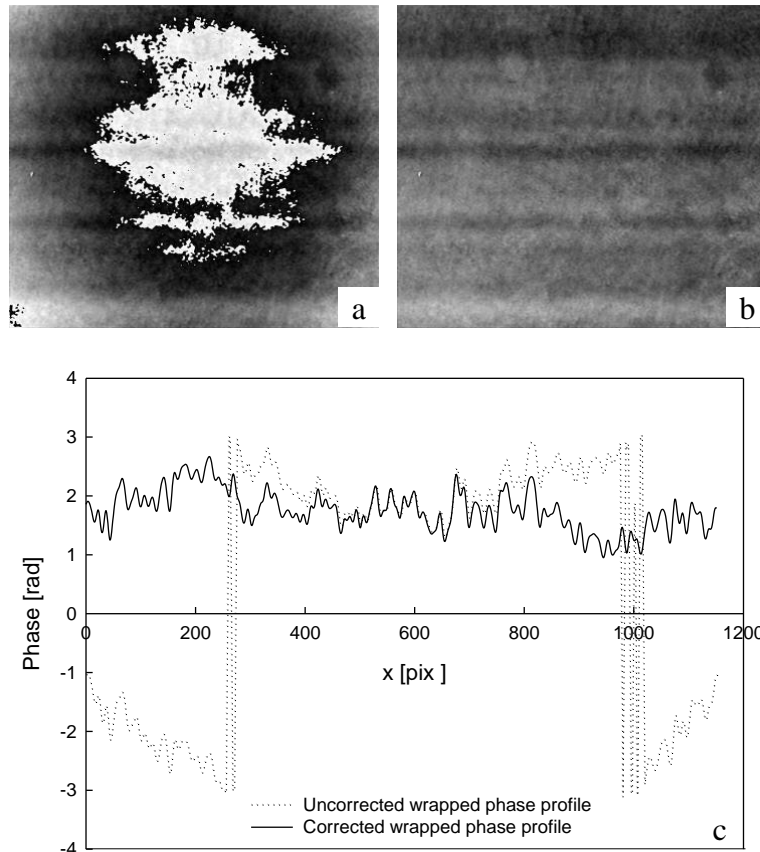 a
b
4
3
2
1
0
-1
-2
-3
-4
0 200 400 600 800 1000 1200
Phase [rad]
x [pix ]
Uncorrected wrapped phase profile
Corrected wrapped phase profile
c